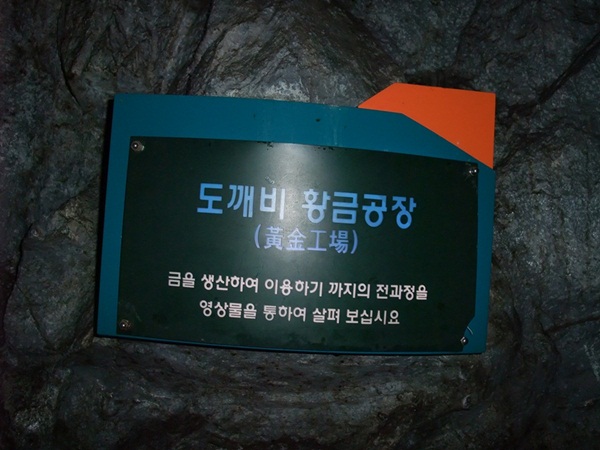 도깨비 황금공장
(黃金工場)
금을 생산하여 이용하기 까지의 전과정을
영상물을 통하여 살펴 보십시요